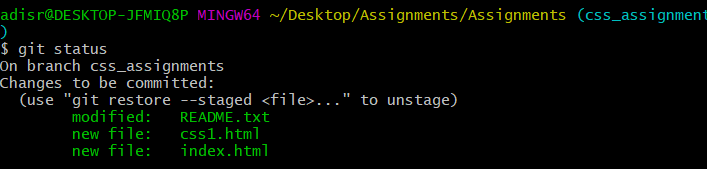 adisr@DESKTOP-JFMIQ8P MINGW64 ~/Desktop/Assignments/Assignments (css_assignment
)
$ git status
On branch css_assignments
Changes to be committed:
  (use "git restore --staged <file>..." to unstage)
        modified:   README.txt
        new file:   css1.html
        new file:   index.html